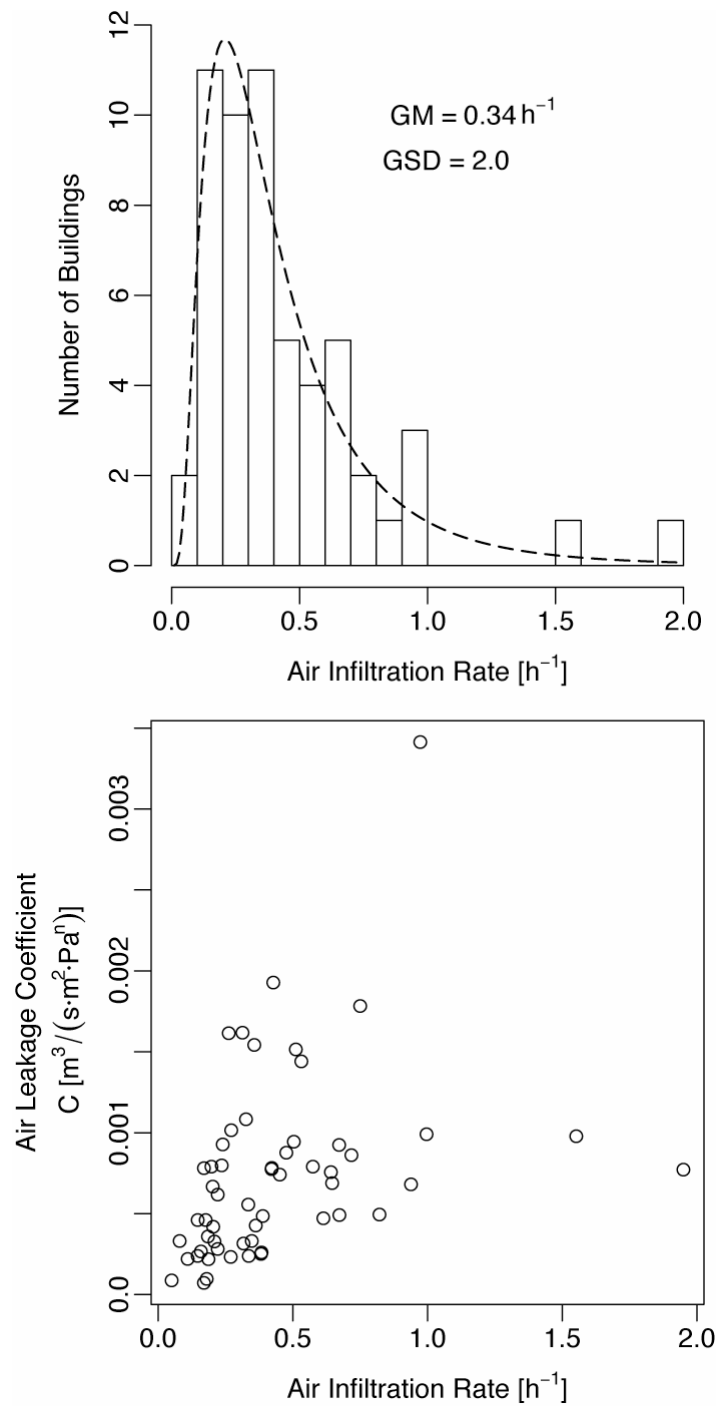 12
10
8
6
4
2
0
Number of Buildings
GM = 0.34 h⁻¹
GSD = 2.0
0.0 0.5 1.0 1.5 2.0
Air Infiltration Rate [h⁻¹]
0.003
0.002
0.001
0.0
Air Leakage Coefficient
C [m³/(s·m²·Paⁿ)]
0.0 0.5 1.0 1.5 2.0
Air Infiltration Rate [h⁻¹]